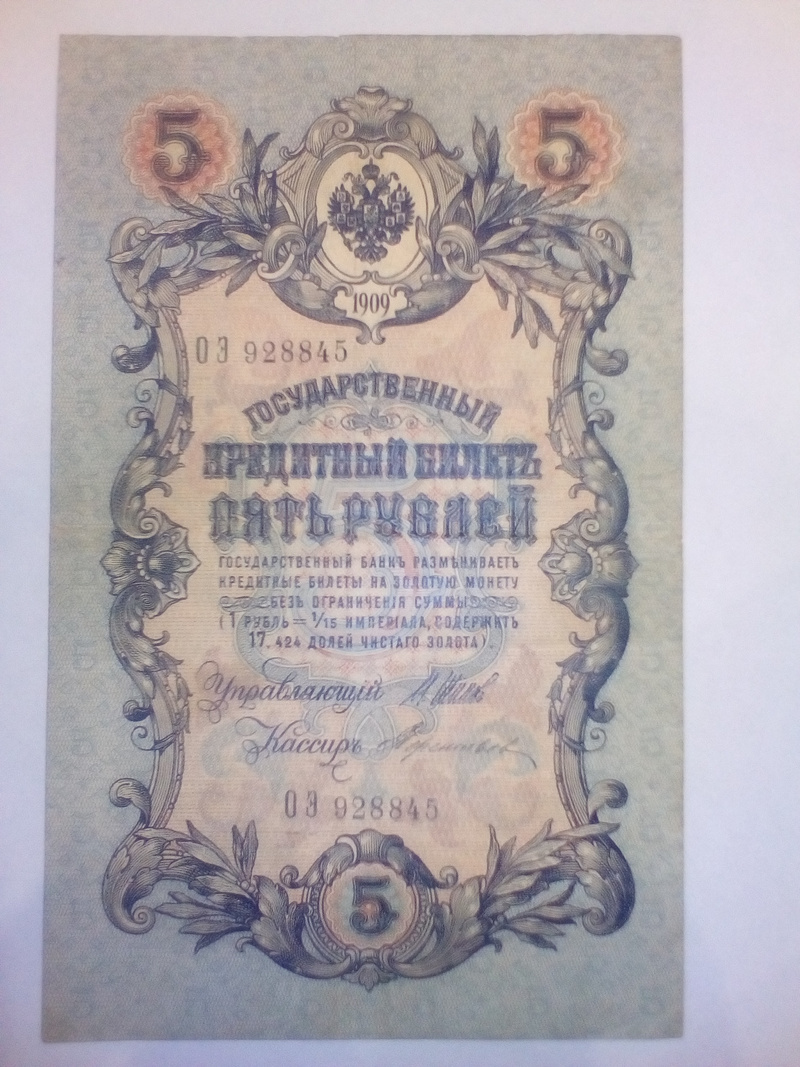 5 5
1909
ОЭ 928845
ГОСУДАРСТВЕННЫЙ
КРЕДИТНЫЙ БИЛЕТЪ
ПЯТЬ РУБЛЕЙ
ГОСУДАРСТВЕННЫЙ БАНКЪ РАЗМѢНИВАЕТЪ
КРЕДИТНЫЕ БИЛЕТЫ НА ЗОЛОТУЮ МОНЕТУ
БЕЗЪ ОГРАНИЧЕНІЯ СУММЫ
(1 РУБЛЬ = 1/15 ИМПЕРІАЛА, СОДЕРЖИТЪ
17,424 ДОЛЕЙ ЧИСТАГО ЗОЛОТА).
Управляющій
Кассиръ
ОЭ 928845
5